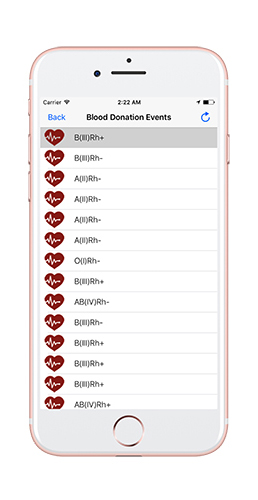 Carrier 2:22 AM
Back Blood Donation Events
B(III)Rh+
B(III)Rh-
A(II)Rh-
A(II)Rh-
A(II)Rh-
A(II)Rh-
O(I)Rh-
B(III)Rh+
AB(IV)Rh-
B(III)Rh-
B(III)Rh+
B(III)Rh+
B(III)Rh+
AB(IV)Rh+